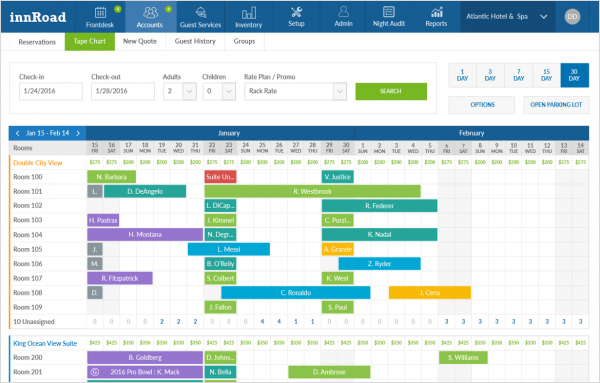 innRoad
Frontdesk 4 Accounts 4 Guest Services Inventory Setup Admin Night Audit Reports Atlantic Hotel & Spa DD
Reservations Tape Chart New Quote Guest History Groups
Check-in Check-out Adults Children Rate Plan / Promo
1/24/2016 1/28/2016 2 0 Rack Rate SEARCH
1 DAY 3 DAY 7 DAY 15 DAY 30 DAY
OPTIONS OPEN PARKING LOT
Jan 15 - Feb 14 January February
Rooms 15 FRI 16 SAT 17 SUN 18 MON 19 TUE 20 WED 21 THU 22 FRI 23 SAT 24 SUN 25 MON 26 TUE 27 WED 28 THU 29 FRI 30 SAT 1 SUN 2 MON 3 TUE 4 WED 5 THU 6 FRI 7 SAT 8 SUN 9 MON 10 TUE 11 WED 12 THU 13 FRI 14 SAT
Double City View $275 $275 $200 $200 $200 $200 $200 $275 $275 $200 $200 $200 $200 $200 $275 $275 $200 $200 $200 $200 $200 $275 $275 $200 $200 $200 $200 $200 $275 $275
Room 100 N. Barbara Suite Un... V. Justice
Room 101 L. D. DeAngelo R. Westbrook
Room 102 L. DiCap... R. Federer
Room 103 H. Pastras J. Kimmel C. Porzi...
Room 104 H. Montana N. Degr... R. Nadal
Room 105 J. L. Messi A. Grande
Room 106 M. B. O'Relly Z. Ryder
Room 107 R. Fitzpatrick S. Colbert K. West
Room 108 D. C. Ronaldo J. Cena
Room 109 J. Fallon S. Paul
10 Unassigned 0 0 0 0 2 2 2 0 0 0 4 4 1 1 0 0 0 0 0 0 0 3 3 3 3 3 3 3 3 3
King Ocean View Suite $425 $425 $350 $350 $350 $350 $350 $425 $425 $350 $350 $350 $350 $350 $425 $425 $350 $350 $350 $350 $350 $425 $425 $350 $350 $350 $350 $350 $425 $425
Room 200 B. Goldberg D. Johns... S. Williams
Room 201 G 2016 Pro Bowl : K. Mack N. Bella D. Ambrose